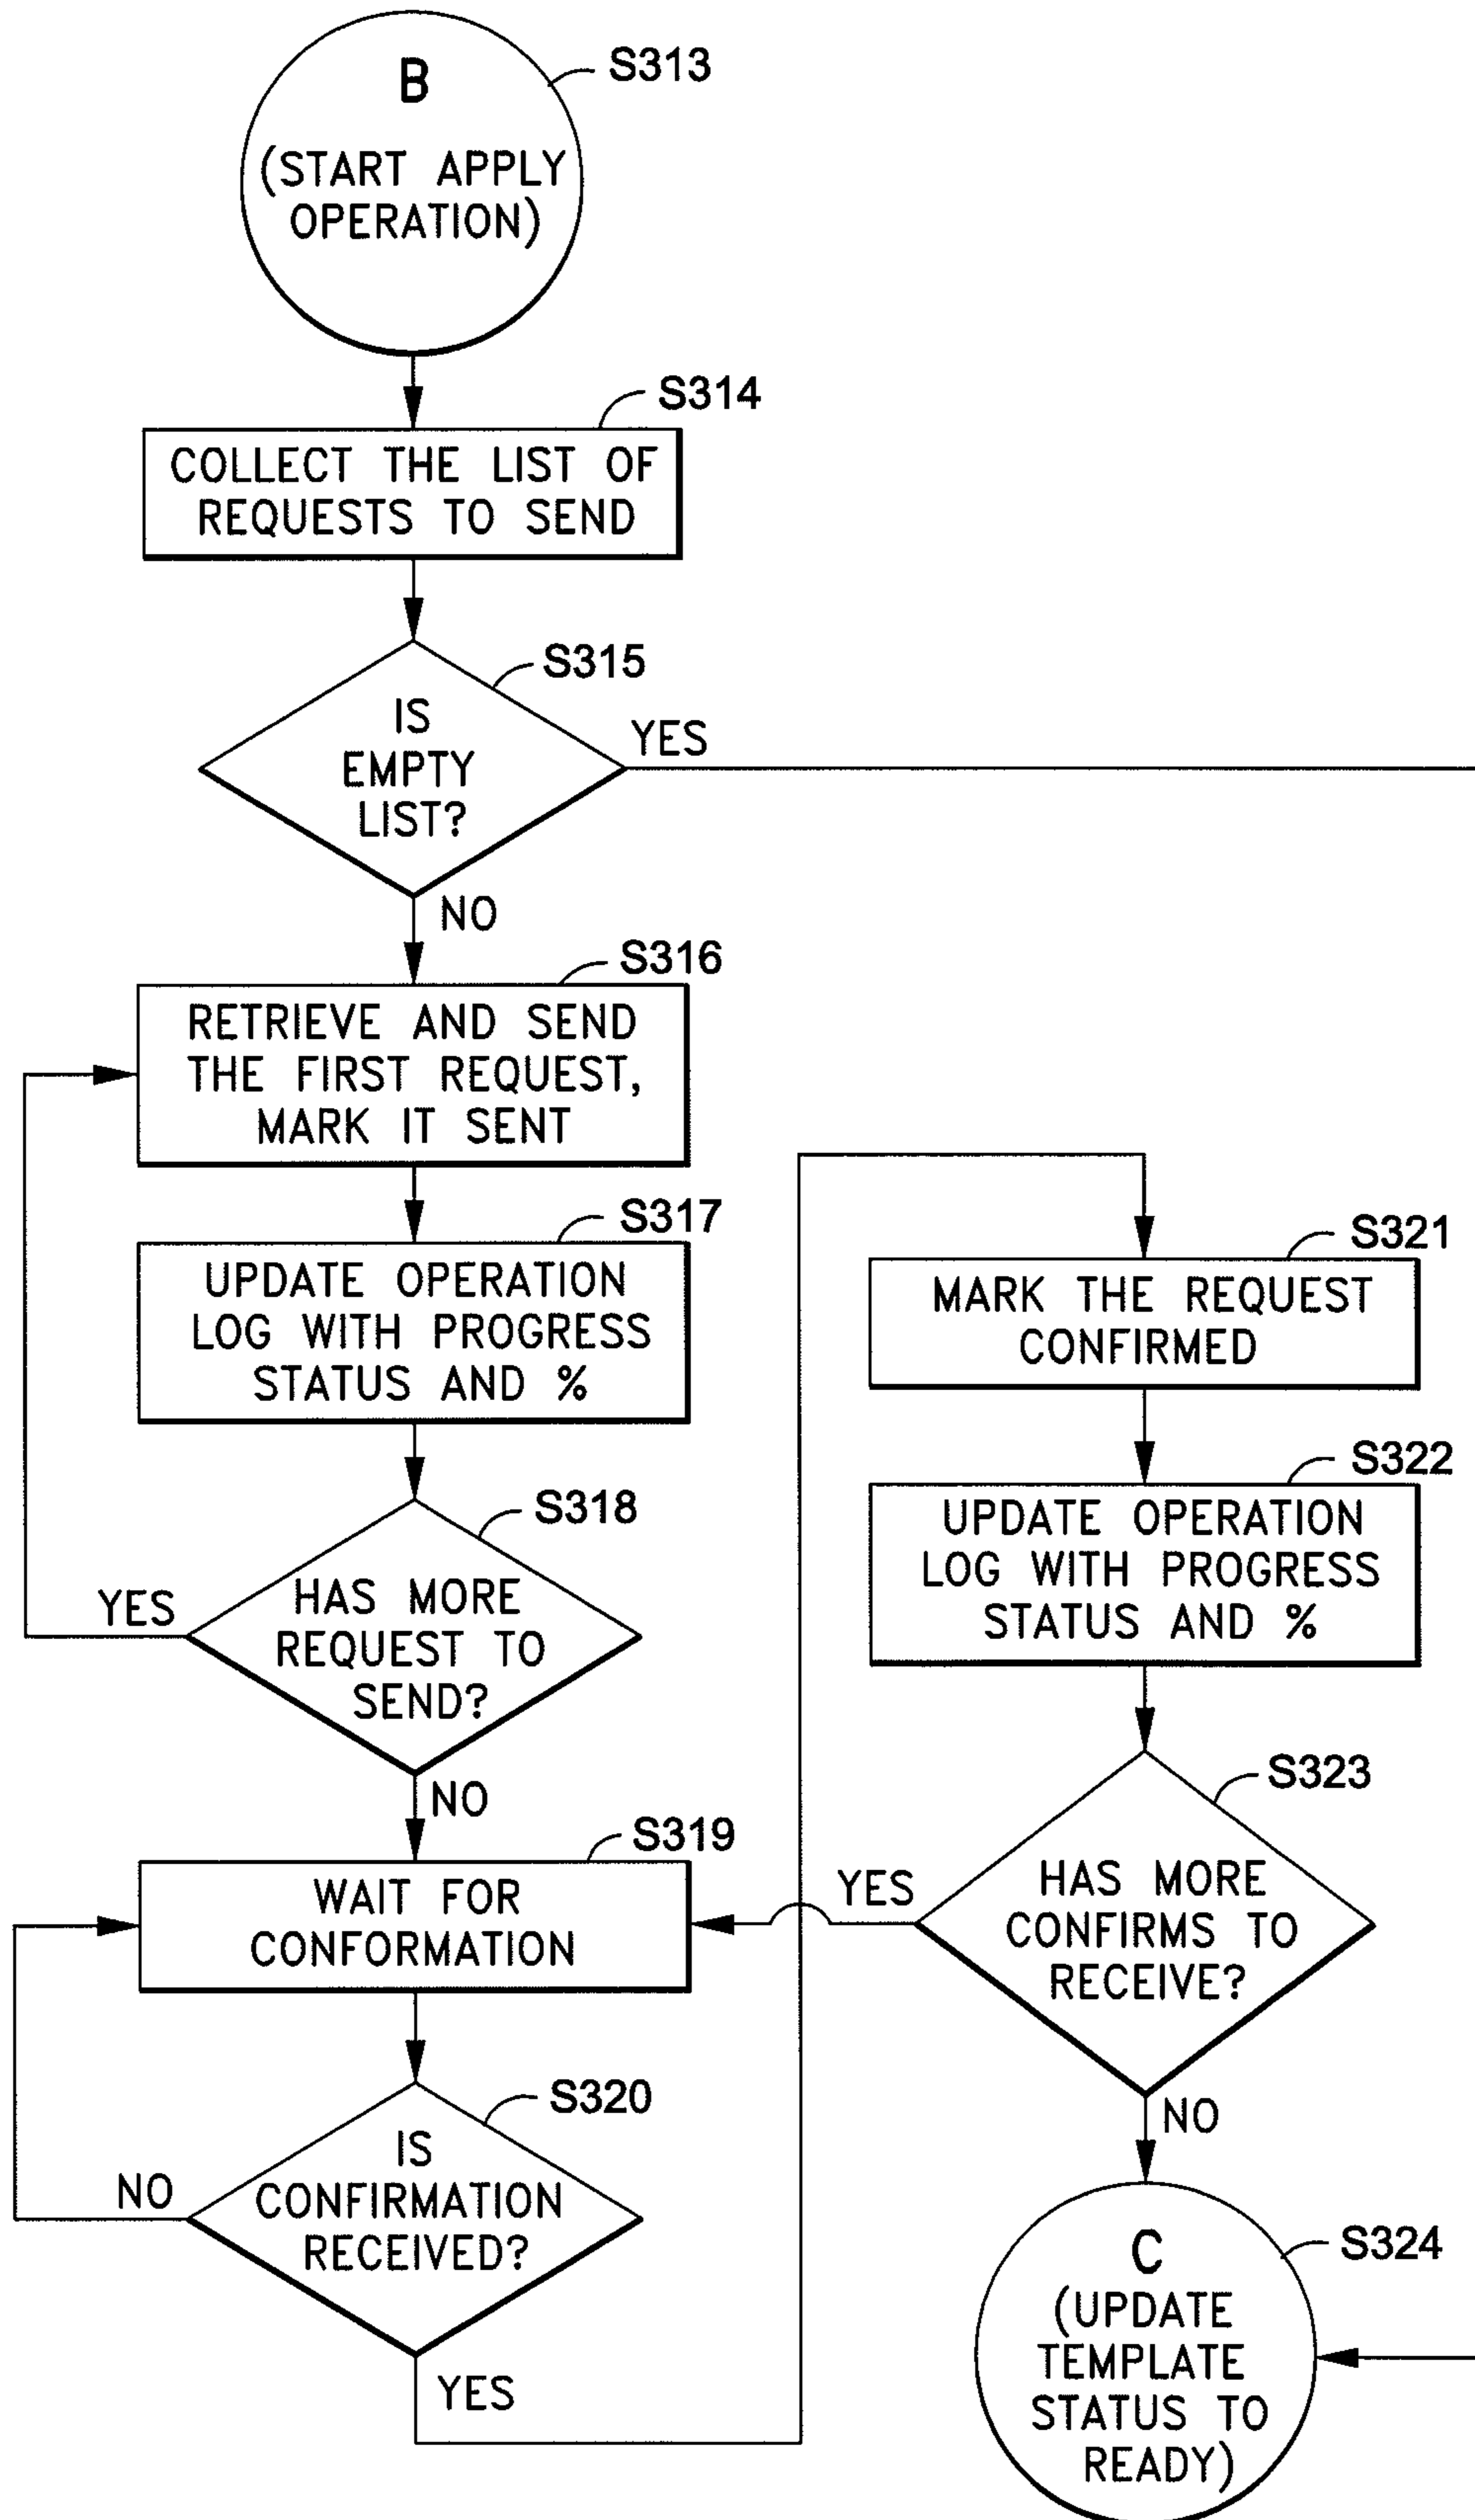 B
S313
(START APPLY
OPERATION)
S314
COLLECT THE LIST OF
REQUESTS TO SEND
S315
IS
EMPTY
LIST?
YES
NO
S316
RETRIEVE AND SEND
THE FIRST REQUEST,
MARK IT SENT
S317
UPDATE OPERATION
LOG WITH PROGRESS
STATUS AND %
S318
HAS MORE
REQUEST TO
SEND?
YES
NO
S319
WAIT FOR
CONFORMATION
S320
IS
CONFIRMATION
RECEIVED?
NO
YES
S321
MARK THE REQUEST
CONFIRMED
S322
UPDATE OPERATION
LOG WITH PROGRESS
STATUS AND %
S323
HAS MORE
CONFIRMS TO
RECEIVE?
YES
NO
S324
C
(UPDATE
TEMPLATE
STATUS TO
READY)